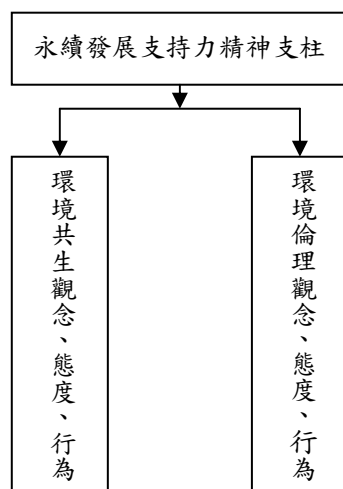 永續發展支持力精神支柱
環境共生觀念、態度、行為
環境倫理觀念、態度、行為